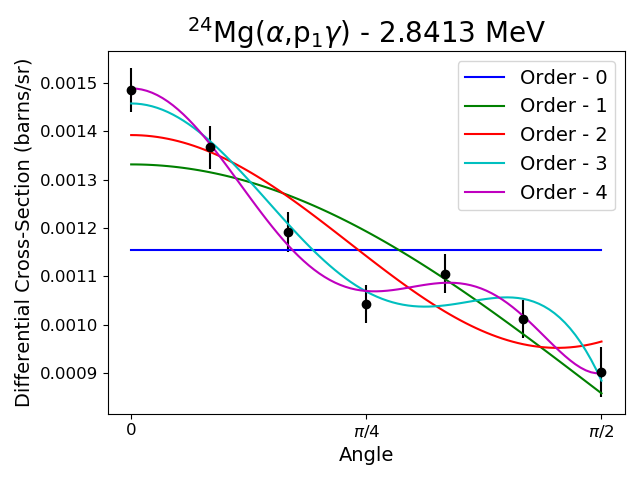 ²⁴Mg(α,p₁γ) - 2.8413 MeV
Differential Cross-Section (barns/sr)
0.0015
0.0014
0.0013
0.0012
0.0011
0.0010
0.0009
Order - 0
Order - 1
Order - 2
Order - 3
Order - 4
0
π/4
π/2
Angle